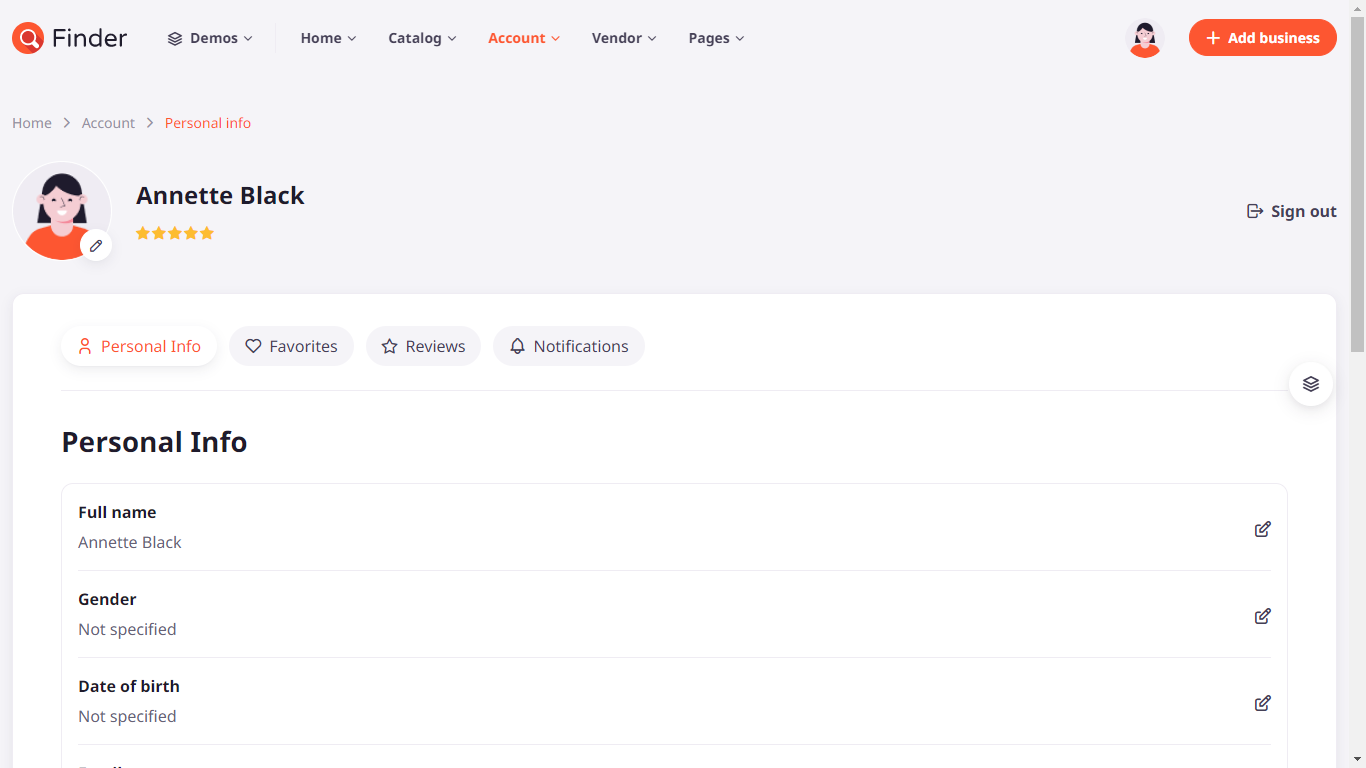 Finder
Demos
Home
Catalog
Account
Vendor
Pages
Add business
Home
Account
Personal info
Annette Black
Sign out
Personal Info
Favorites
Reviews
Notifications
Personal Info
Full name
Annette Black
Gender
Not specified
Date of birth
Not specified